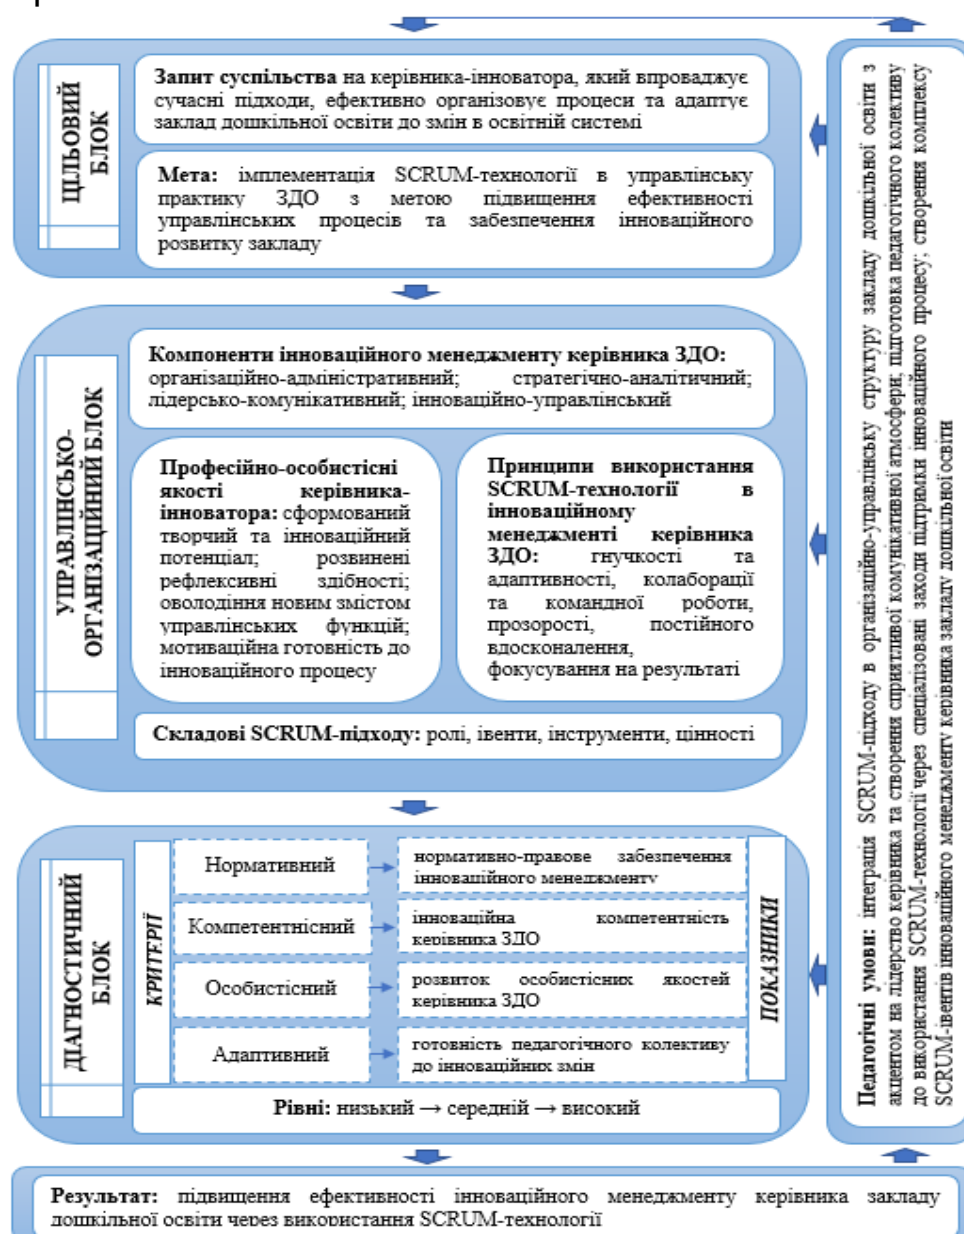 ЦІЛЬОВИЙ
БЛОК
Запит суспільства на керівника-інноватора, який впроваджує
сучасні підходи, ефективно організовує процеси та адаптує
заклад дошкільної освіти до змін в освітній системі
Мета: імплементація SCRUM-технології в управлінську
практику ЗДО з метою підвищення ефективності
управлінських процесів та забезпечення інноваційного
розвитку закладу
УПРАВЛІНСЬКО-
ОРГАНІЗАЦІЙНИЙ БЛОК
Компоненти інноваційного менеджменту керівника ЗДО:
організаційно-адміністративний; стратегічно-аналітичний;
лідерсько-комунікативний; інноваційно-управлінський
Професійно-особистісні
якості керівника-
інноватора: сформований
творчий та інноваційний
потенціал; розвинені
рефлексивні здібності;
оволодіння новим змістом
управлінських функцій;
мотиваційна готовність до
інноваційного процесу
Принципи використання
SCRUM-технології в
інноваційному
менеджменті керівника
ЗДО: гнучкості та
адаптивності, колаборації
та командної роботи,
прозорості, постійного
вдосконалення,
фокусування на результаті
Складові SCRUM-підходу: ролі, івенти, інструменти, цінності
ДІАГНОСТИЧНИЙ
БЛОК
КРИТЕРІЇ
Нормативний
нормативно-правове забезпечення
інноваційного менеджменту
Компетентнісний
інноваційна компетентність
керівника ЗДО
Особистісний
розвиток особистісних якостей
керівника ЗДО
Адаптивний
готовність педагогічного колективу
до інноваційних змін
ПОКАЗНИКИ
Рівні: низький → середній → високий
Педагогічні умови: інтеграція SCRUM-підходу в організаційно-управлінську структуру закладу дошкільної освіти з
акцентом на лідерство керівника та створення сприятливої комунікативної атмосфери; підготовка педагогічного колективу
до використання SCRUM-технології через спеціалізовані заходи підтримки інноваційного процесу; створення комплексу
SCRUM-івентів інноваційного менеджменту керівника закладу дошкільної освіти
Результат: підвищення ефективності інноваційного менеджменту керівника закладу
дошкільної освіти через використання SCRUM-технології